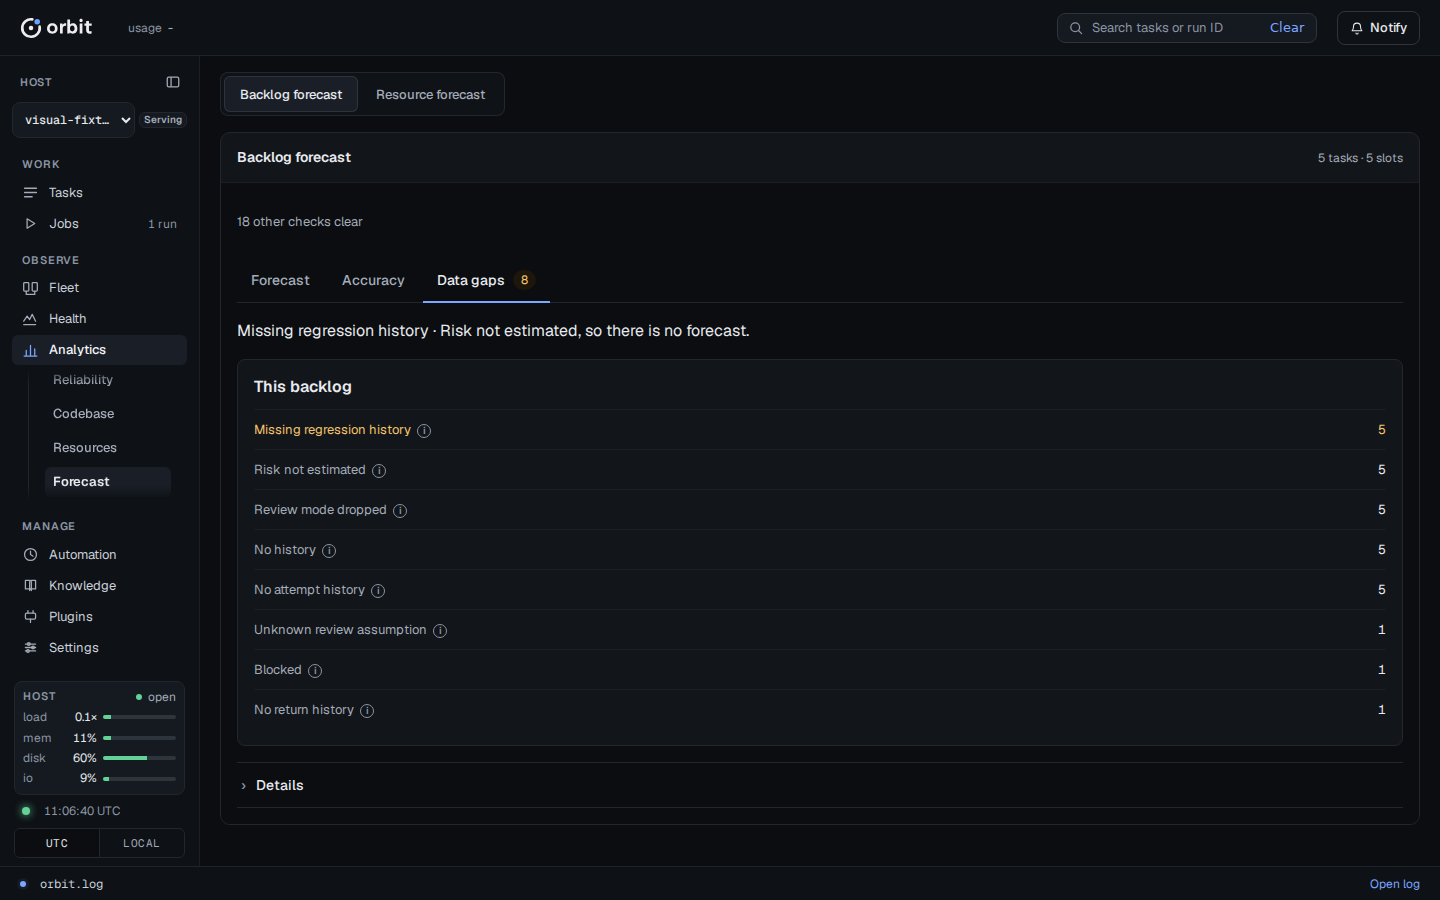 orbit
usage -
Search tasks or run ID
Clear
Notify
HOST
visual-fixt…
Serving
WORK
Tasks
Jobs
1 run
OBSERVE
Fleet
Health
Analytics
Reliability
Codebase
Resources
Forecast
MANAGE
Automation
Knowledge
Plugins
Settings
HOST
open
load 0.1×
mem 11%
disk 60%
io 9%
11:06:40 UTC
UTC
LOCAL
Backlog forecast
Resource forecast
Backlog forecast
5 tasks · 5 slots
18 other checks clear
Forecast
Accuracy
Data gaps 8
Missing regression history · Risk not estimated, so there is no forecast.
This backlog
Missing regression history 5
Risk not estimated 5
Review mode dropped 5
No history 5
No attempt history 5
Unknown review assumption 1
Blocked 1
No return history 1
Details
orbit.log
Open log